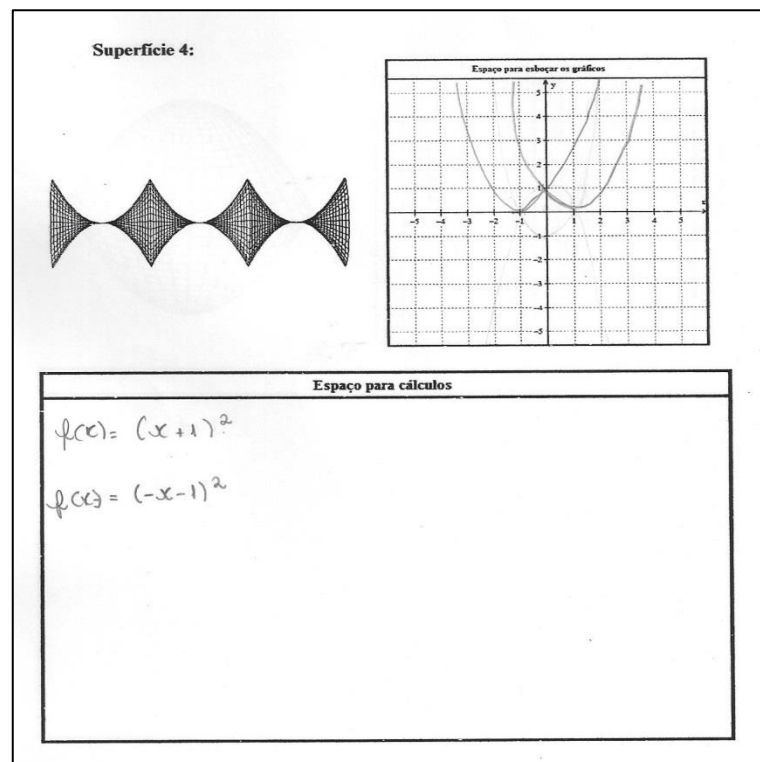 Superfície 4:
Espaço para esboçar os gráficos
y
5
4
3
2
1
-5 -4 -3 -2 -1 0 1 2 3 4 5
x
-1
-2
-3
-4
-5
Espaço para cálculos
f(x) = (x+1)²
f(x) = (-x-1)²